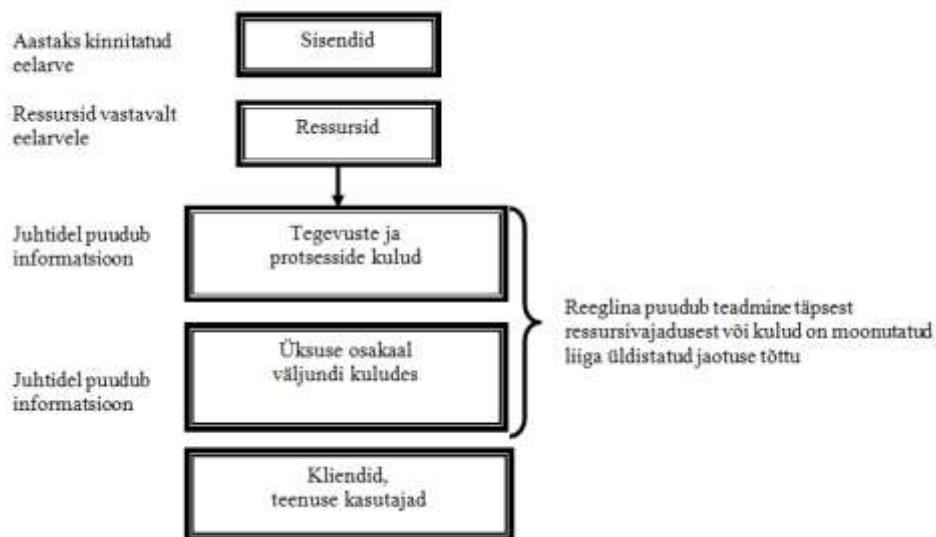 Aastaks kinnitatud
eelarve
Sisendid
Ressursid vastavalt
eelarvele
Ressursid
Juhtidel puudub
informatsioon
Tegevuste ja
protsesside kulud
Reeglina puudub teadmine täpsest
ressursivajadusest või kulud on moonutatud
liiga üldistatud jaotuse tõttu
Juhtidel puudub
informatsioon
Üksuse osakaal
väljundi kuludes
Kliendid,
teenuse kasutajad